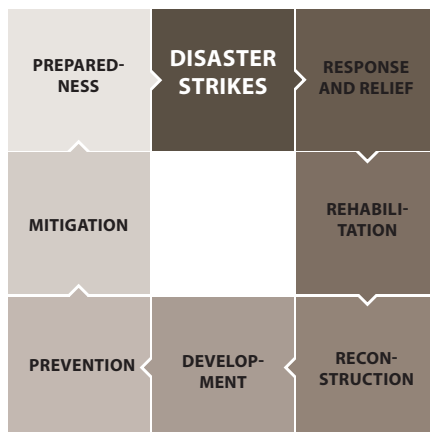 PREPARED-
NESS
DISASTER
STRIKES
RESPONSE
AND RELIEF
MITIGATION
REHABILI-
TATION
PREVENTION
DEVELOP-
MENT
RECON-
STRUCTION